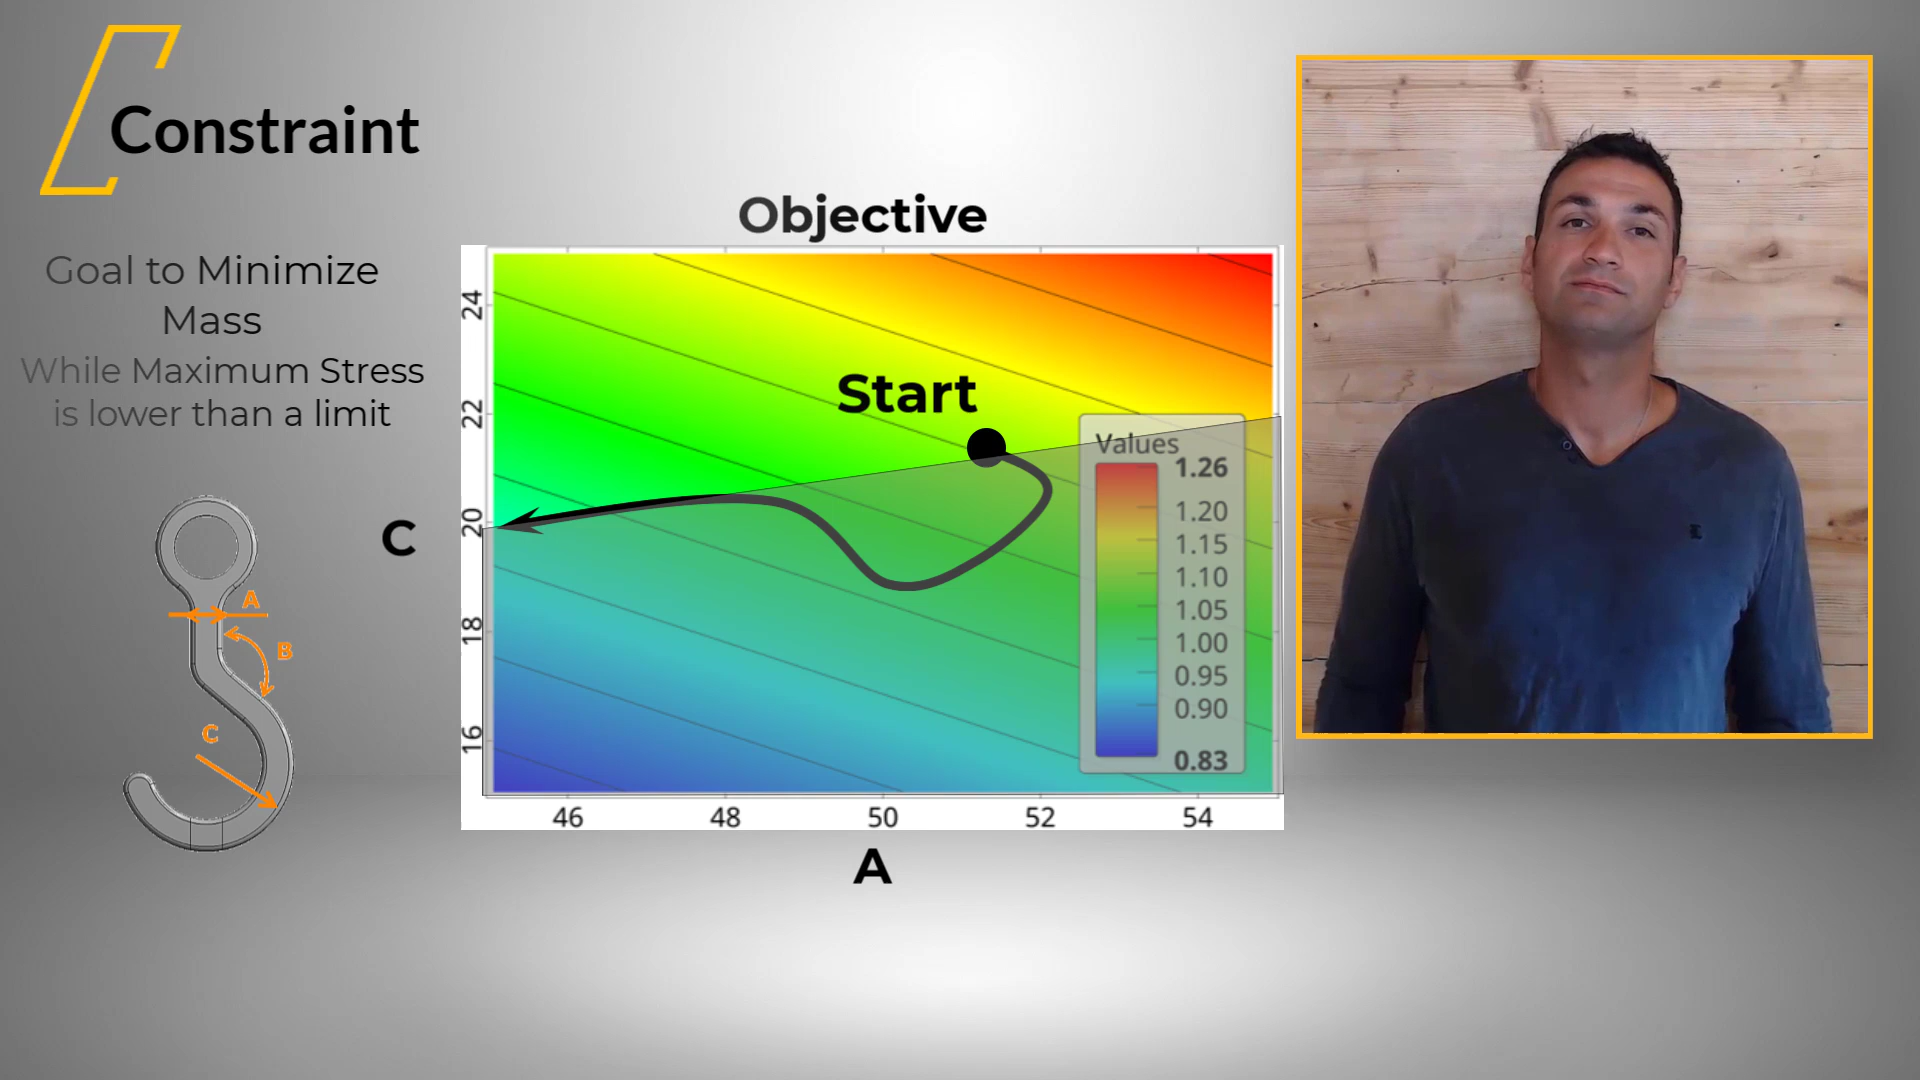 Constraint
Goal to Minimize
Mass
While Maximum Stress
is lower than a limit
A
B
C
Objective
C
24
22
20
18
16
Start
Values
1.26
1.20
1.15
1.10
1.05
1.00
0.95
0.90
0.83
46 48 50 52 54
A